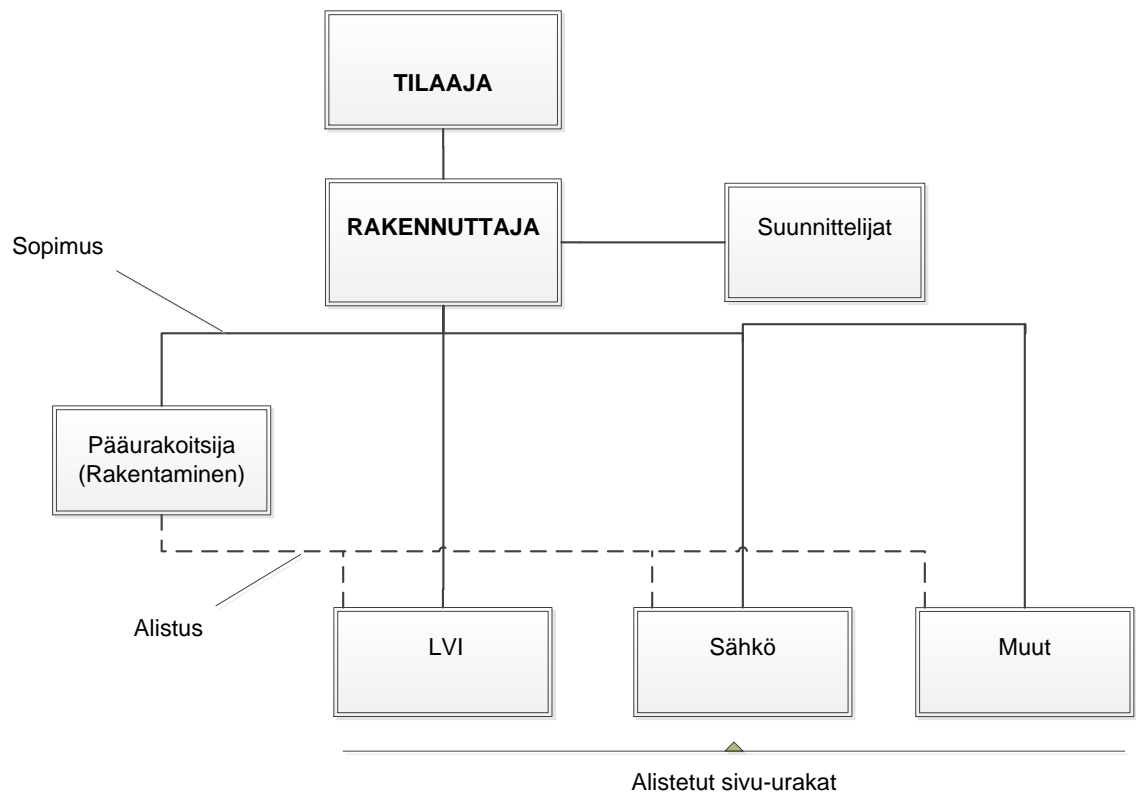 TILAAJA
RAKENNUTTAJA
Suunnittelijat
Sopimus
Pääurakoitsija
(Rakentaminen)
Alistus
LVI
Sähkö
Muut
Alistetut sivu-urakat